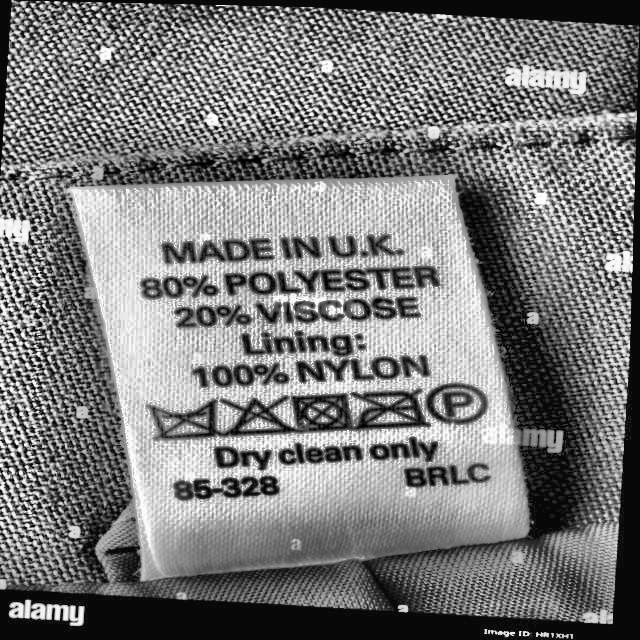 MADE IN U.K.
80% POLYESTER
20% VISCOSE
Lining:
100% NYLON
P
Dry clean only
85-328 BRLC
alamy
alamy
alamy
Image ID: HR1XH1